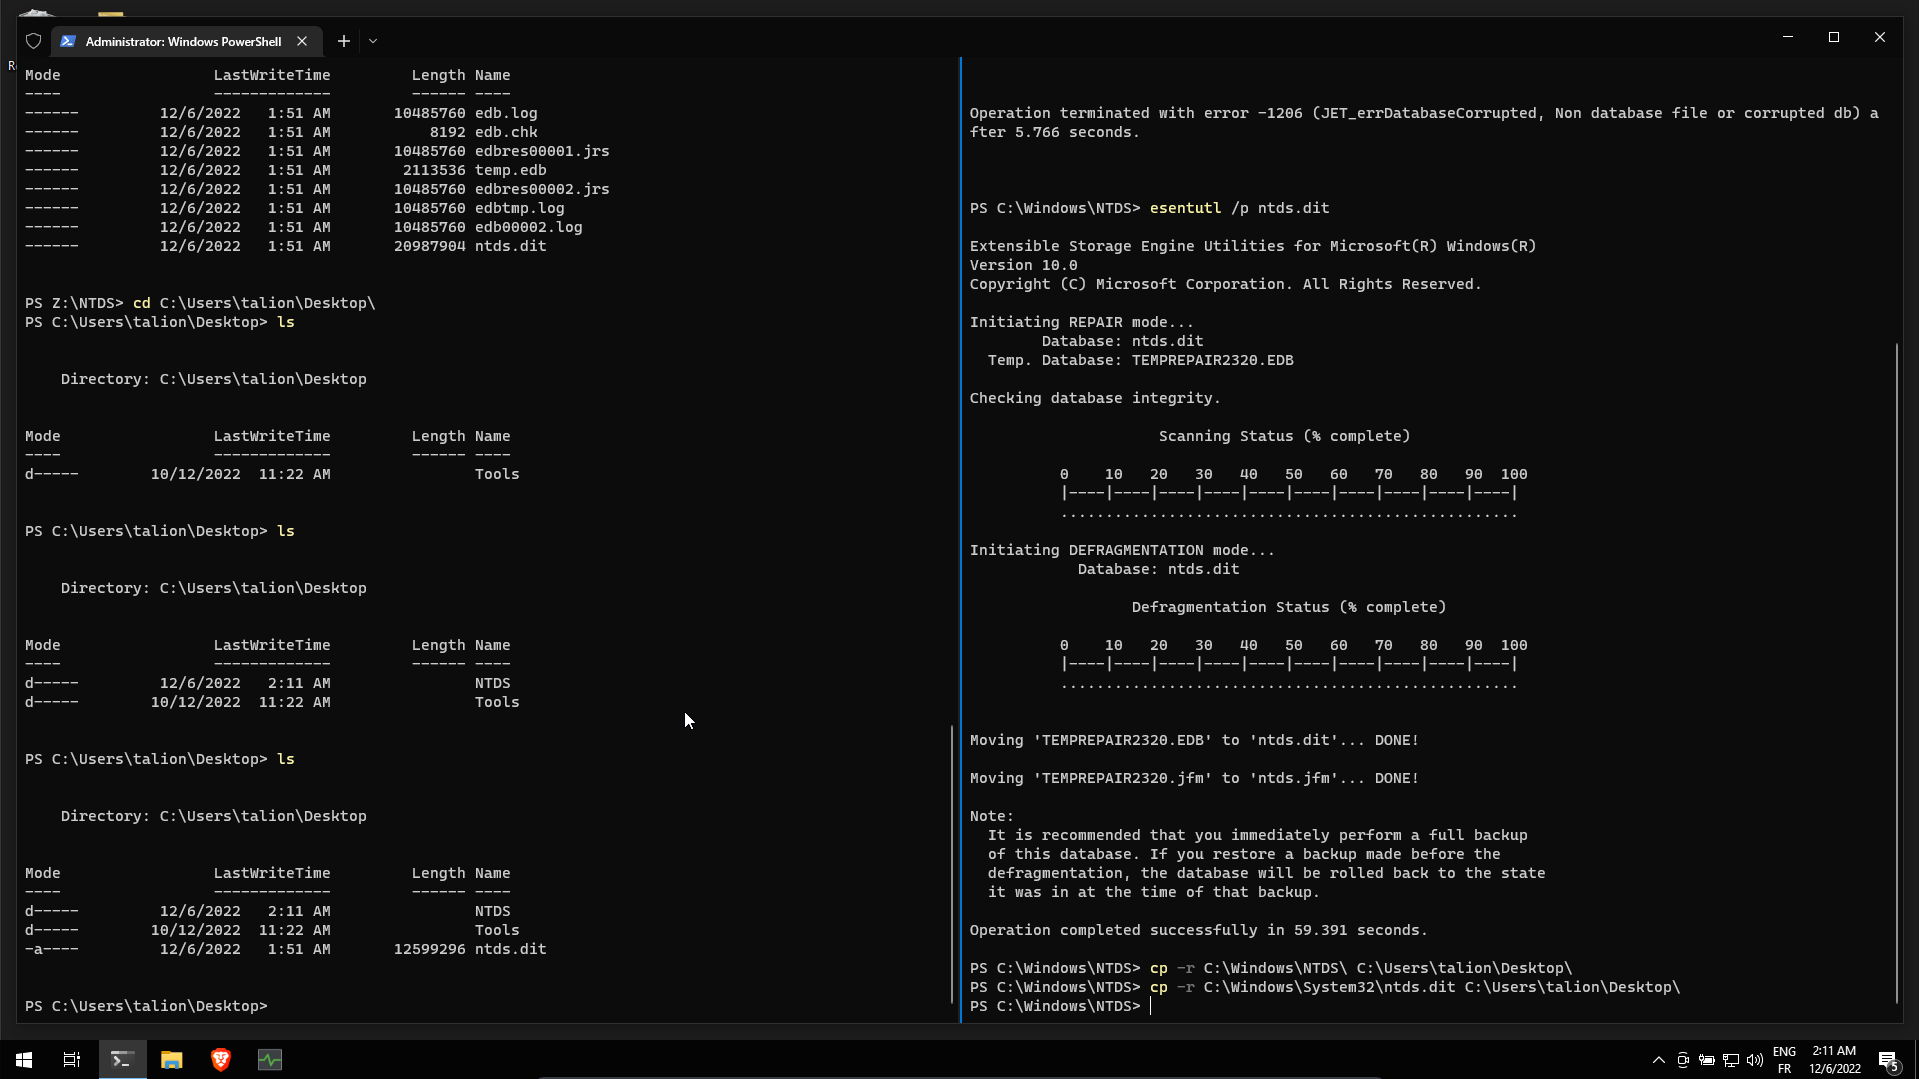 Administrator: Windows PowerShell
Mode                 LastWriteTime         Length Name
----                 -------------         ------ ----
------         12/6/2022   1:51 AM       10485760 edb.log
------         12/6/2022   1:51 AM           8192 edb.chk
------         12/6/2022   1:51 AM       10485760 edbres00001.jrs
------         12/6/2022   1:51 AM        2113536 temp.edb
------         12/6/2022   1:51 AM       10485760 edbres00002.jrs
------         12/6/2022   1:51 AM       10485760 edbtmp.log
------         12/6/2022   1:51 AM       10485760 edb00002.log
------         12/6/2022   1:51 AM       20987904 ntds.dit
PS Z:\NTDS> cd C:\Users\talion\Desktop\
PS C:\Users\talion\Desktop> ls
Directory: C:\Users\talion\Desktop
Mode                 LastWriteTime         Length Name
----                 -------------         ------ ----
d-----        10/12/2022  11:22 AM                Tools
PS C:\Users\talion\Desktop> ls
Directory: C:\Users\talion\Desktop
Mode                 LastWriteTime         Length Name
----                 -------------         ------ ----
d-----         12/6/2022   2:11 AM                NTDS
d-----        10/12/2022  11:22 AM                Tools
PS C:\Users\talion\Desktop> ls
Directory: C:\Users\talion\Desktop
Mode                 LastWriteTime         Length Name
----                 -------------         ------ ----
d-----         12/6/2022   2:11 AM                NTDS
d-----        10/12/2022  11:22 AM                Tools
-a----         12/6/2022   1:51 AM       12599296 ntds.dit
PS C:\Users\talion\Desktop>
Operation terminated with error -1206 (JET_errDatabaseCorrupted, Non database file or corrupted db) a
fter 5.766 seconds.
PS C:\Windows\NTDS> esentutl /p ntds.dit
Extensible Storage Engine Utilities for Microsoft(R) Windows(R)
Version 10.0
Copyright (C) Microsoft Corporation. All Rights Reserved.
Initiating REPAIR mode...
Database: ntds.dit
Temp. Database: TEMPREPAIR2320.EDB
Checking database integrity.
Scanning Status (% complete)
0    10   20   30   40   50   60   70   80   90  100
|----|----|----|----|----|----|----|----|----|----|
...................................................
Initiating DEFRAGMENTATION mode...
Database: ntds.dit
Defragmentation Status (% complete)
0    10   20   30   40   50   60   70   80   90  100
|----|----|----|----|----|----|----|----|----|----|
...................................................
Moving 'TEMPREPAIR2320.EDB' to 'ntds.dit'... DONE!
Moving 'TEMPREPAIR2320.jfm' to 'ntds.jfm'... DONE!
Note:
It is recommended that you immediately perform a full backup
of this database. If you restore a backup made before the
defragmentation, the database will be rolled back to the state
it was in at the time of that backup.
Operation completed successfully in 59.391 seconds.
PS C:\Windows\NTDS> cp -r C:\Windows\NTDS\ C:\Users\talion\Desktop\
PS C:\Windows\NTDS> cp -r C:\Windows\System32\ntds.dit C:\Users\talion\Desktop\
PS C:\Windows\NTDS>
ENG
FR
2:11 AM
12/6/2022
5